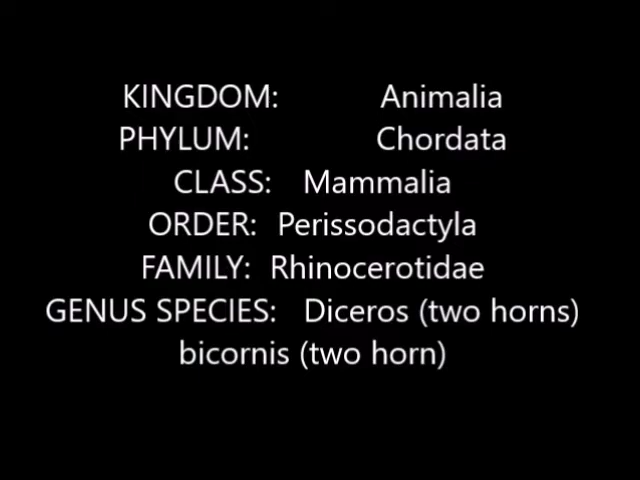 KINGDOM: Animalia
PHYLUM: Chordata
CLASS: Mammalia
ORDER: Perissodactyla
FAMILY: Rhinocerotidae
GENUS SPECIES: Diceros (two horns)
bicornis (two horn)